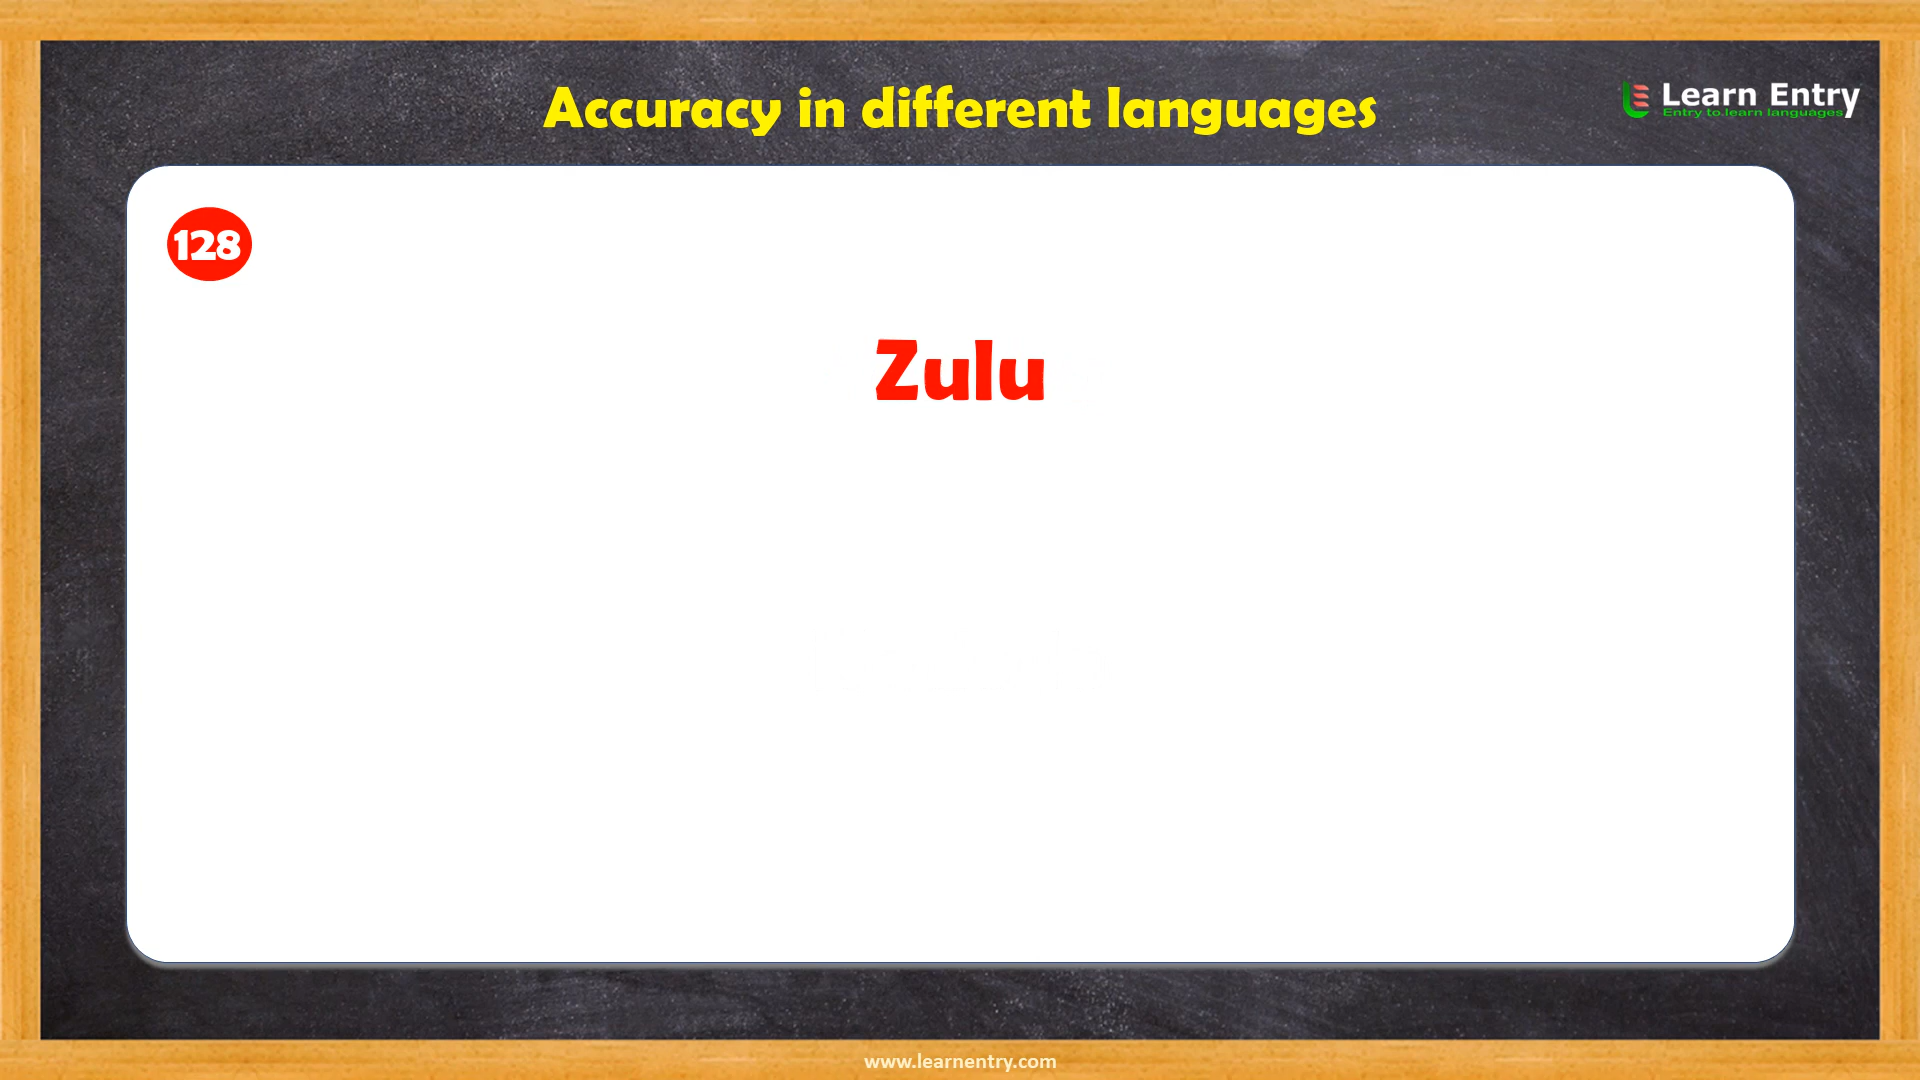 Accuracy in different languages
Learn Entry
Entry to learn languages
128
Zulu
www.learnentry.com